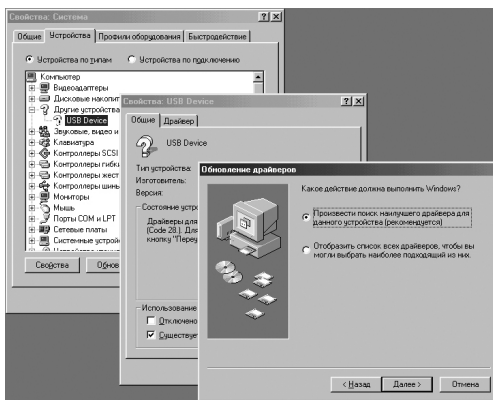 Свойства: Система
Общие Устройства Профили оборудования Быстродействие
Устройства по типам Устройства по подключению
Компьютер
Видеоадаптеры
Дисковые накопит
Другие устройства
USB Device
Звуковые, видео и
Клавиатура
Контроллеры SCSI
Контроллеры гибк
Контроллеры жест
Контроллеры шины
Мониторы
Мышь
Порты COM и LPT
Сетевые платы
Системные устрой
Свойства Обнов
Свойства: USB Device
Общие Драйвер
USB Device
Тип устройства:
Изготовитель:
Версия:
Состояние устро
Драйверы для
(Code 28.). Для
кнопку "Переу
Использование
Отключено
Существуе
Обновление драйверов
Какое действие должна выполнить Windows?
Произвести поиск наилучшего драйвера для
данного устройства (рекомендуется)
Отобразить список всех драйверов, чтобы вы
могли выбрать наиболее подходящий из них.
< Назад Далее > Отмена